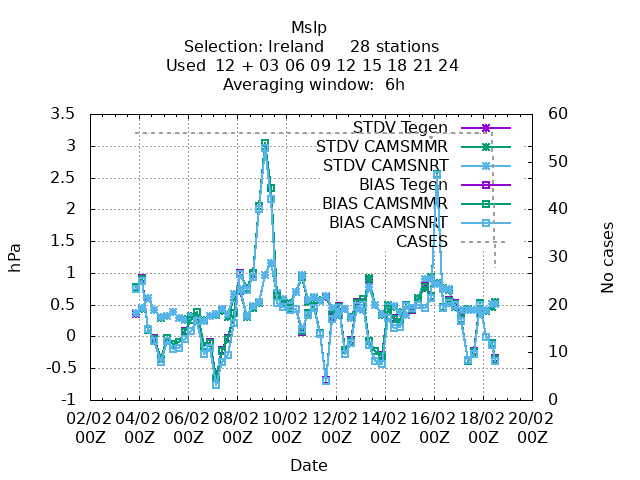 Mslp
Selection: Ireland 28 stations
Used 12 + 03 06 09 12 15 18 21 24
Averaging window: 6h
3.5
3
2.5
2
1.5
1
0.5
0
-0.5
-1
hPa
60
50
40
30
20
10
0
No cases
STDV Tegen
STDV CAMSMMR
STDV CAMSNRT
BIAS Tegen
BIAS CAMSMMR
BIAS CAMSNRT
CASES
02/02 04/02 06/02 08/02 10/02 12/02 14/02 16/02 18/02 20/02
00Z 00Z 00Z 00Z 00Z 00Z 00Z 00Z 00Z 00Z
Date